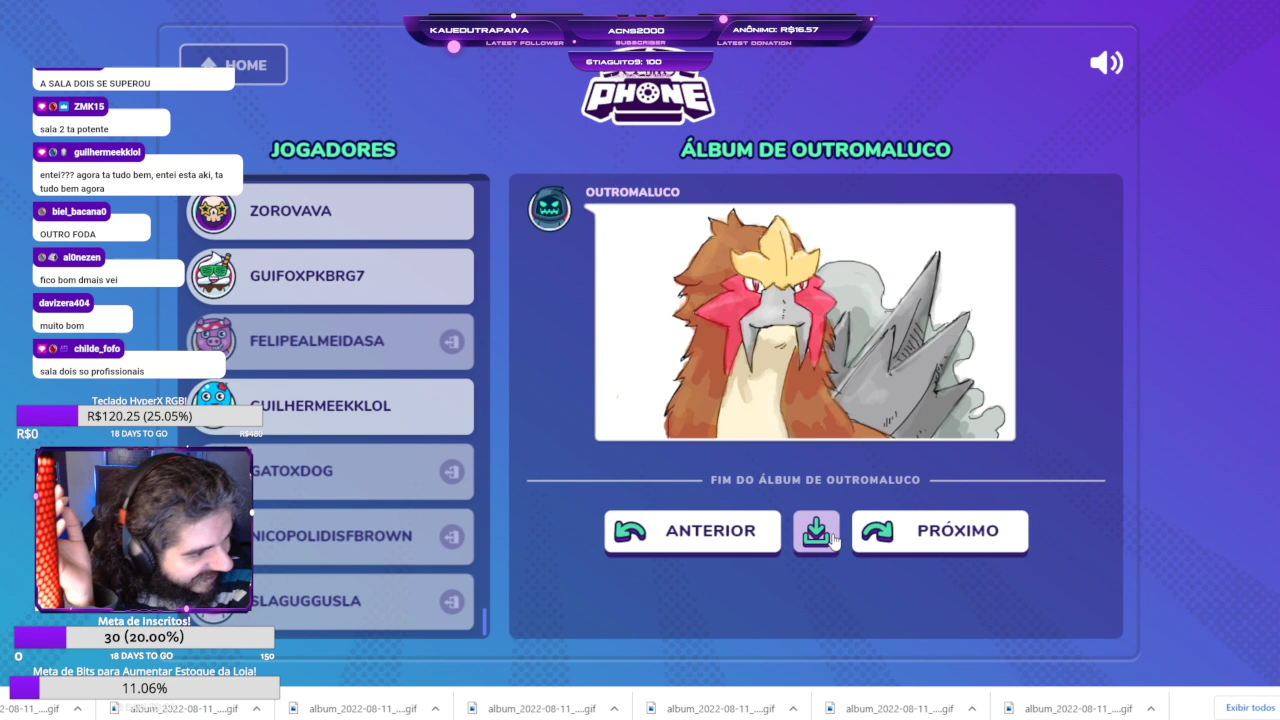 KAUEDUTRAPAIVA
LATEST FOLLOWER
ACNS2000
SUBSCRIBER
ANÔNIMO: R$16.57
LATEST DONATION
6TIAGUITO9: 100
HOME
PHONE
A SALA DOIS SE SUPEROU
ZMK15
sala 2 ta potente
guilhermeekklol
entei??? agora ta tudo bem, entei esta aki, ta
tudo bem agora
biel_bacana0
OUTRO FODA
al0nezen
fico bom dmais vei
davizera404
muito bom
childe_fofo
sala dois so profissionais
JOGADORES
ZOROVAVA
GUIFOXPKBRG7
FELIPEALMEIDASA
GUILHERMEEKKLOL
GATOXDOG
NICOPOLIDISFBROWN
SLAGUGGUSLA
ÁLBUM DE OUTROMALUCO
OUTROMALUCO
FIM DO ÁLBUM DE OUTROMALUCO
ANTERIOR
PRÓXIMO
Teclado HyperX RGB!
R$120.25 (25.05%)
R$0
18 DAYS TO GO
R$480
Meta de Inscritos!
30 (20.00%)
0
18 DAYS TO GO
150
Meta de Bits para Aumentar Estoque da Loja!
11.06%
2-08-11_....gif
album_2022-08-11_....gif
album_2022-08-11_....gif
album_2022-08-11_....gif
album_2022-08-11_....gif
album_2022-08-11_....gif
album_2022-08-11_....gif
Exibir todos